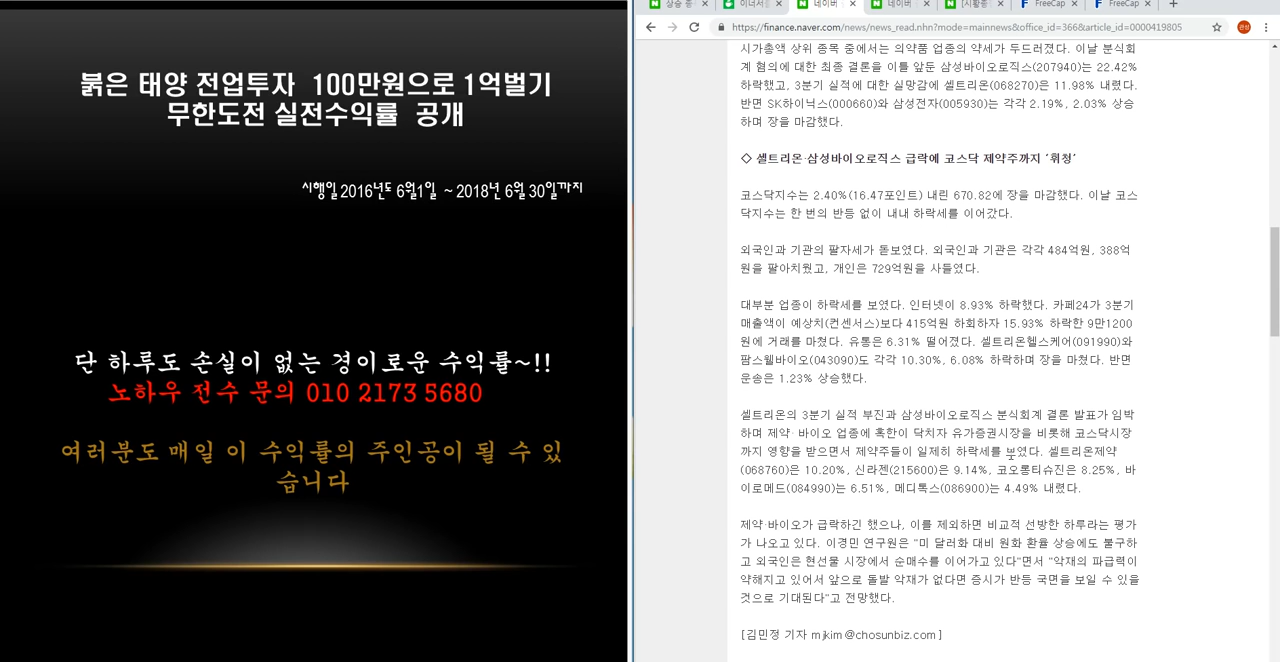 붉은 태양 전업투자 100만원으로 1억벌기
무한도전 실전수익률 공개
시행일 2016년도 6월1일 ~ 2018년 6월 30일까지
단 하루도 손실이 없는 경이로운 수익률~!!
노하우 전수 문의 010 2173 5680
여러분도 매일 이 수익률의 주인공이 될 수 있
습니다
상승 종
이너서클
네이버
네이버
[시황종
FreeCap
FreeCap
https://finance.naver.com/news/news_read.nhn?mode=mainnews&office_id=366&article_id=0000419805
시가총액 상위 종목 중에서는 의약품 업종의 약세가 두드러졌다. 이날 분식회
계 혐의에 대한 최종 결론을 이틀 앞둔 삼성바이오로직스(207940)는 22.42%
하락했고, 3분기 실적에 대한 실망감에 셀트리온(068270)은 11.98% 내렸다.
반면 SK하이닉스(000660)와 삼성전자(005930)는 각각 2.19%, 2.03% 상승
하며 장을 마감했다.
◇ 셀트리온·삼성바이오로직스 급락에 코스닥 제약주까지 ‘휘청’
코스닥지수는 2.40%(16.47포인트) 내린 670.82에 장을 마감했다. 이날 코스
닥지수는 한 번의 반등 없이 내내 하락세를 이어갔다.
외국인과 기관의 팔자세가 돋보였다. 외국인과 기관은 각각 484억원, 388억
원을 팔아치웠고, 개인은 729억원을 사들였다.
대부분 업종이 하락세를 보였다. 인터넷이 8.93% 하락했다. 카페24가 3분기
매출액이 예상치(컨센서스)보다 415억원 하회하자 15.93% 하락한 9만1200
원에 거래를 마쳤다. 유통은 6.31% 떨어졌다. 셀트리온헬스케어(091990)와
팜스웰바이오(043090)도 각각 10.30%, 6.08% 하락하며 장을 마쳤다. 반면
운송은 1.23% 상승했다.
셀트리온의 3분기 실적 부진과 삼성바이오로직스 분식회계 결론 발표가 임박
하며 제약·바이오 업종에 혹한이 닥치자 유가증권시장을 비롯해 코스닥시장
까지 영향을 받으면서 제약주들이 일제히 하락세를 보였다. 셀트리온제약
(068760)은 10.20%, 신라젠(215600)은 9.14%, 코오롱티슈진은 8.25%, 바
이로메드(084990)는 6.51%, 메디톡스(086900)는 4.49% 내렸다.
제약·바이오가 급락하긴 했으나, 이를 제외하면 비교적 선방한 하루라는 평가
가 나오고 있다. 이경민 연구원은 "미 달러화 대비 원화 환율 상승에도 불구하
고 외국인은 현선물 시장에서 순매수를 이어가고 있다"면서 "악재의 파급력이
약해지고 있어서 앞으로 돌발 악재가 없다면 증시가 반등 국면을 보일 수 있을
것으로 기대된다"고 전망했다.
[김민정 기자 mjkim@chosunbiz.com]